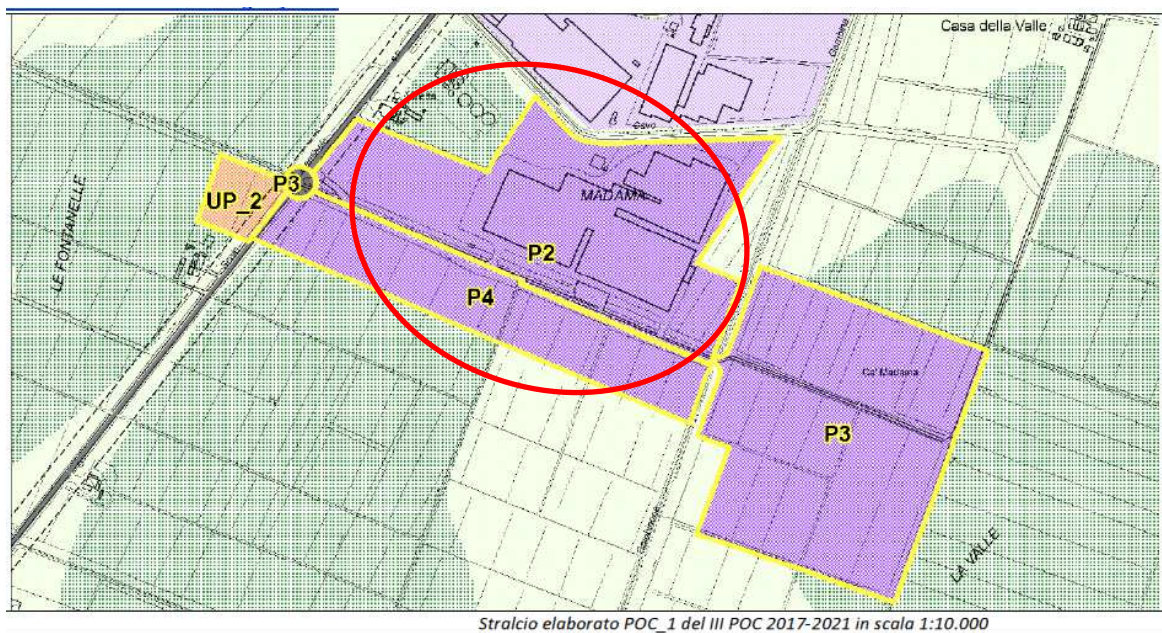 Casa della Valle
Cavo
MADAMA
P3
UP_2
LE FONTANELLE
P2
P4
Ca' Madama
P3
LA VALLE
Stralcio elaborato POC_1 del III POC 2017-2021 in scala 1:10.000